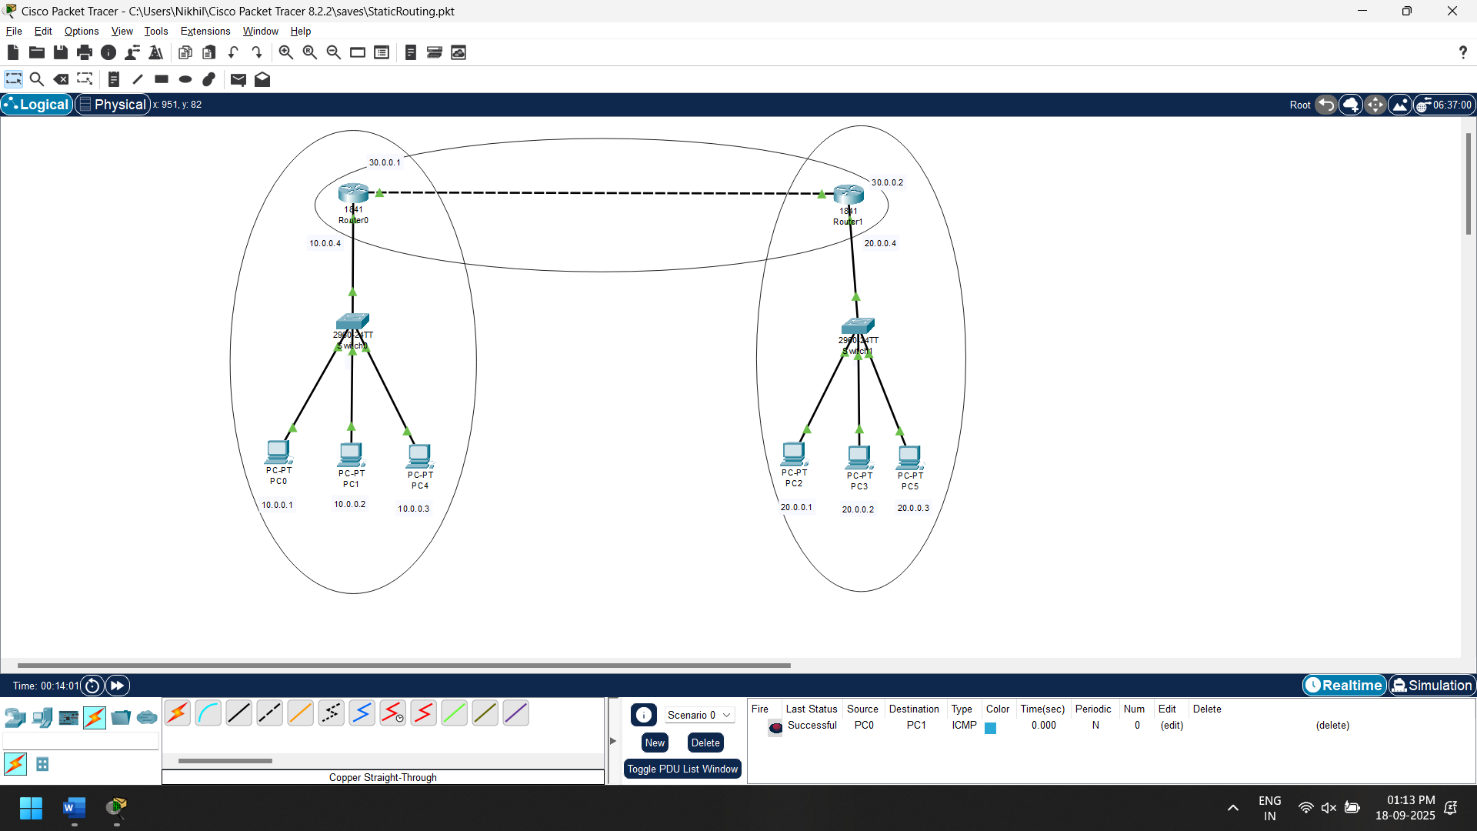 Cisco Packet Tracer - C:\Users\Nikhil\Cisco Packet Tracer 8.2.2\saves\StaticRouting.pkt
File Edit Options View Tools Extensions Window Help
?
Logical Physical x: 951, y: 82 Root 06:37:00
30.0.0.1
30.0.0.2
1841
Router0
1841
Router1
10.0.0.4
20.0.0.4
2960-24TT
Switch0
2960-24TT
Switch1
PC-PT
PC0
PC-PT
PC1
PC-PT
PC4
PC-PT
PC2
PC-PT
PC3
PC-PT
PC5
10.0.0.1
10.0.0.2
10.0.0.3
20.0.0.1
20.0.0.2
20.0.0.3
Time: 00:14:01 Realtime Simulation
Copper Straight-Through
Scenario 0
New Delete
Toggle PDU List Window
Fire Last Status Source Destination Type Color Time(sec) Periodic Num Edit Delete
Successful PC0 PC1 ICMP 0.000 N 0 (edit) (delete)
ENG
IN
01:13 PM
18-09-2025